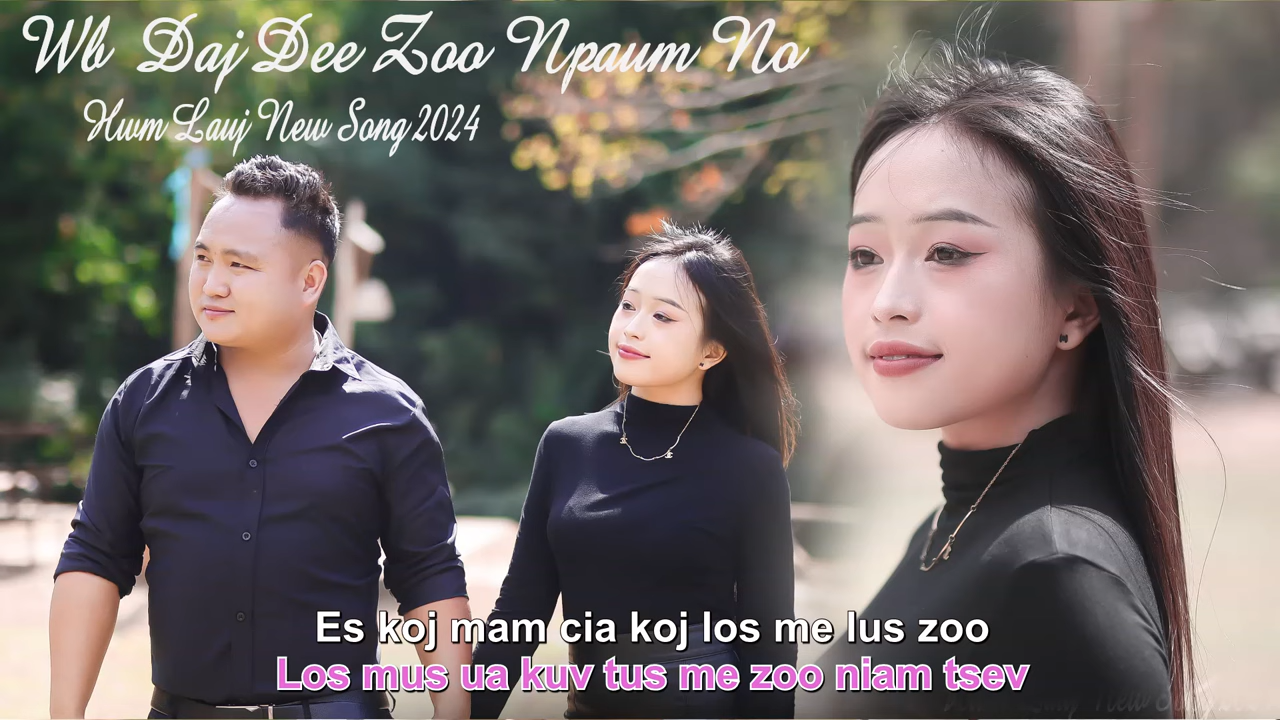 Wb Daj Dee Zoo Npaum No
Hwm Lauj New Song 2024
Es koj mam cia koj los me lus zoo
Los mus ua kuv tus me zoo niam tsev